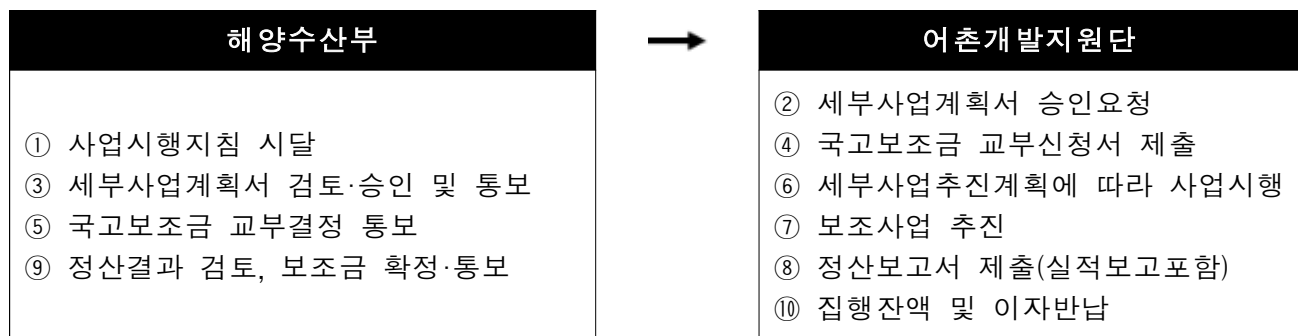 해양수산부
① 사업시행지침 시달
③ 세부사업계획서 검토·승인 및 통보
⑤ 국고보조금 교부결정 통보
⑨ 정산결과 검토, 보조금 확정·통보
어촌개발지원단
② 세부사업계획서 승인요청
④ 국고보조금 교부신청서 제출
⑥ 세부사업추진계획에 따라 사업시행
⑦ 보조사업 추진
⑧ 정산보고서 제출(실적보고포함)
⑩ 집행잔액 및 이자반납